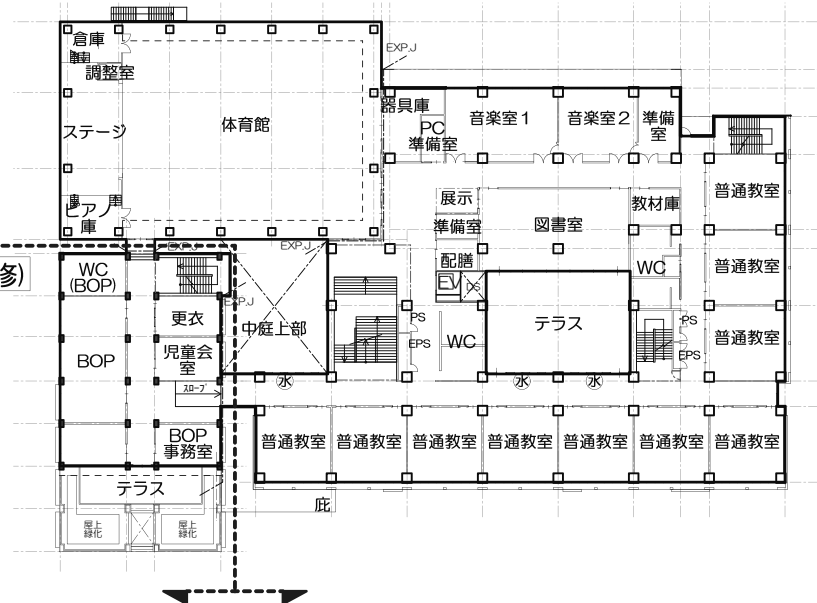 倉庫
調整室
ステージ
体育館
ピアノ
庫
EXP.J
器具庫
PC
準備室
音楽室1
音楽室2
準備
室
普通教室
展示
準備室
図書室
教材庫
配膳
EV
DS
WC
普通教室
EXP.J
EXP.J
修)
WC
(BOP)
EXP.J
中庭上部
更衣
BOP
児童会
室
スロープ
PS
EPS
WC
テラス
PS
EPS
普通教室
水
水
水
BOP
事務室
普通教室
普通教室
普通教室
普通教室
普通教室
普通教室
普通教室
テラス
庇
屋上
緑化
屋上
緑化